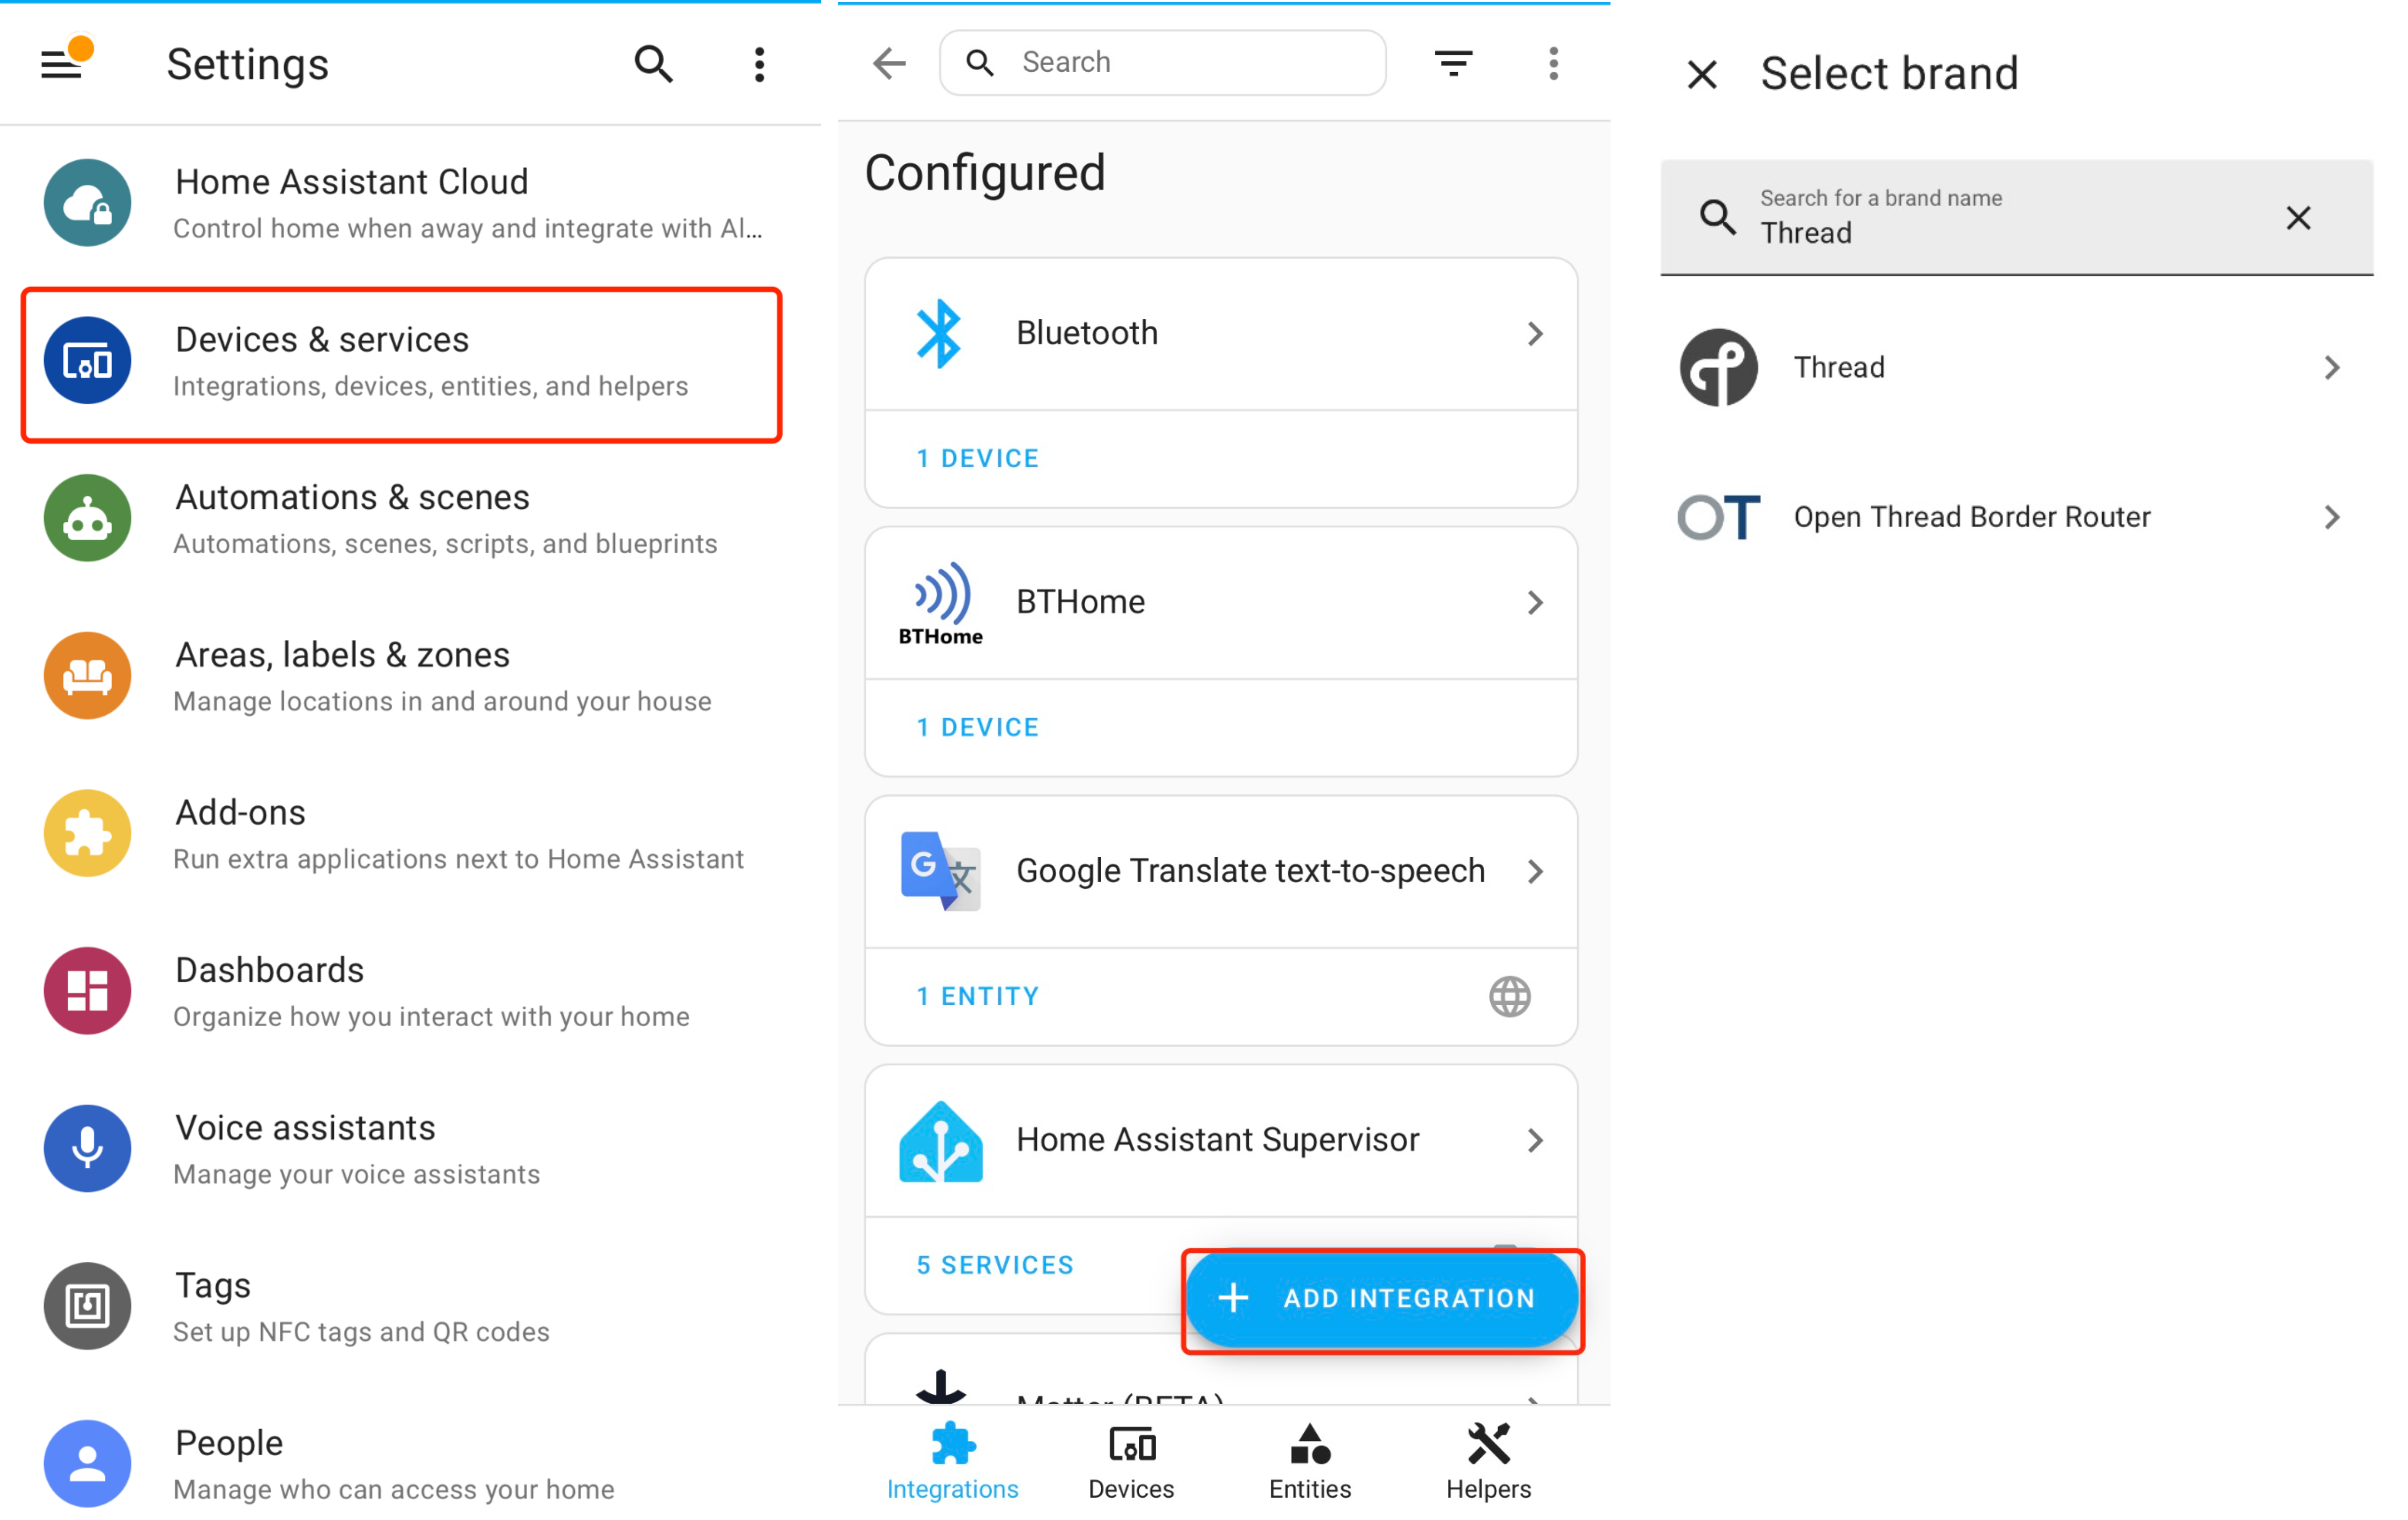 Settings
Home Assistant Cloud
Control home when away and integrate with Al...
Devices & services
Integrations, devices, entities, and helpers
Automations & scenes
Automations, scenes, scripts, and blueprints
Areas, labels & zones
Manage locations in and around your house
Add-ons
Run extra applications next to Home Assistant
Dashboards
Organize how you interact with your home
Voice assistants
Manage your voice assistants
Tags
Set up NFC tags and QR codes
People
Manage who can access your home
Search
Configured
Bluetooth
1 DEVICE
BTHome
BTHome
1 DEVICE
G 文
Google Translate text-to-speech
1 ENTITY
Home Assistant Supervisor
5 SERVICES
ADD INTEGRATION
Matter (BETA)
Integrations
Devices
Entities
Helpers
Select brand
Search for a brand name
Thread
Thread
OT
Open Thread Border Router